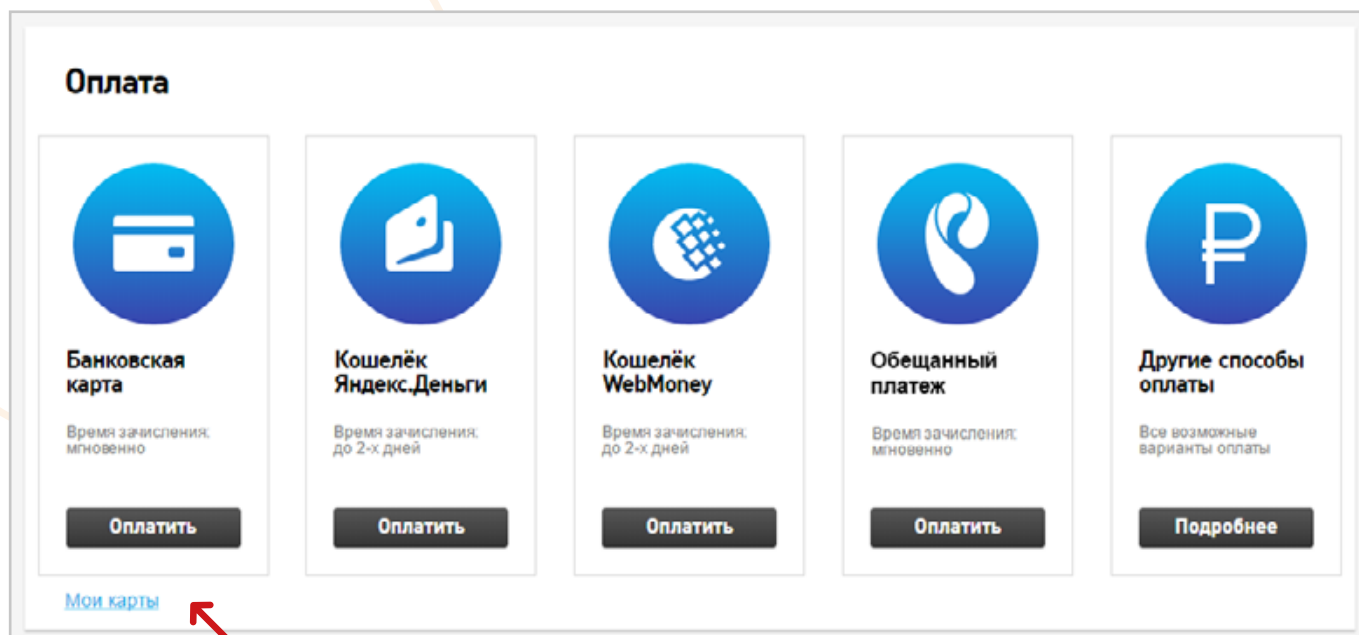 Оплата
Банковская
карта
Время зачисления:
мгновенно
Оплатить
Кошелёк
Яндекс.Деньги
Время зачисления:
до 2-х дней
Оплатить
Кошелёк
WebMoney
Время зачисления:
до 2-х дней
Оплатить
Обещанный
платеж
Время зачисления:
мгновенно
Оплатить
Другие способы
оплаты
Все возможные
варианты оплаты
Подробнее
Мои карты